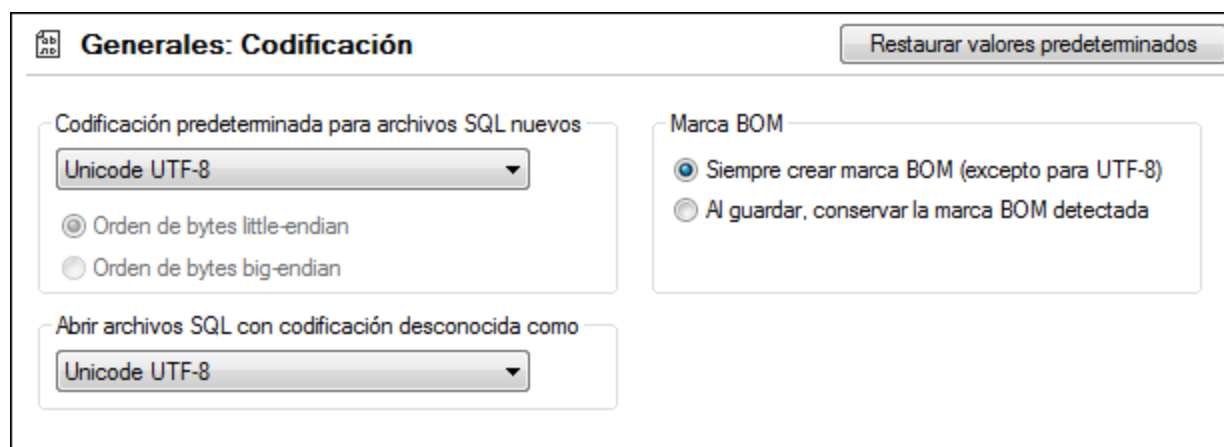 Generales: Codificación
Restaurar valores predeterminados
Codificación predeterminada para archivos SQL nuevos
Unicode UTF-8
Orden de bytes little-endian
Orden de bytes big-endian
Abrir archivos SQL con codificación desconocida como
Unicode UTF-8
Marca BOM
Siempre crear marca BOM (excepto para UTF-8)
Al guardar, conservar la marca BOM detectada